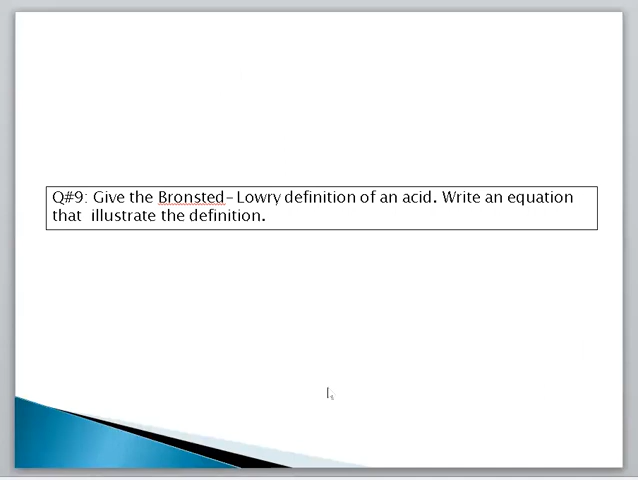 Q#9: Give the Bronsted-Lowry definition of an acid. Write an equation
that illustrate the definition.